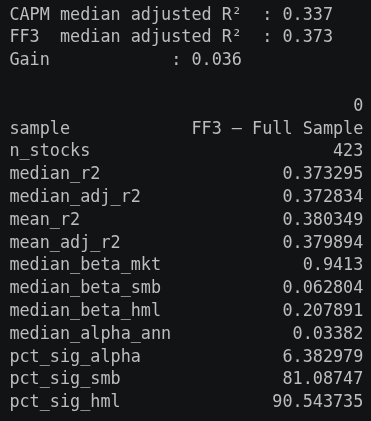 CAPM median adjusted R² : 0.337
FF3 median adjusted R² : 0.373
Gain : 0.036
0
sample FF3 — Full Sample
n_stocks 423
median_r2 0.373295
median_adj_r2 0.372834
mean_r2 0.380349
mean_adj_r2 0.379894
median_beta_mkt 0.9413
median_beta_smb 0.062804
median_beta_hml 0.207891
median_alpha_ann 0.03382
pct_sig_alpha 6.382979
pct_sig_smb 81.08747
pct_sig_hml 90.543735